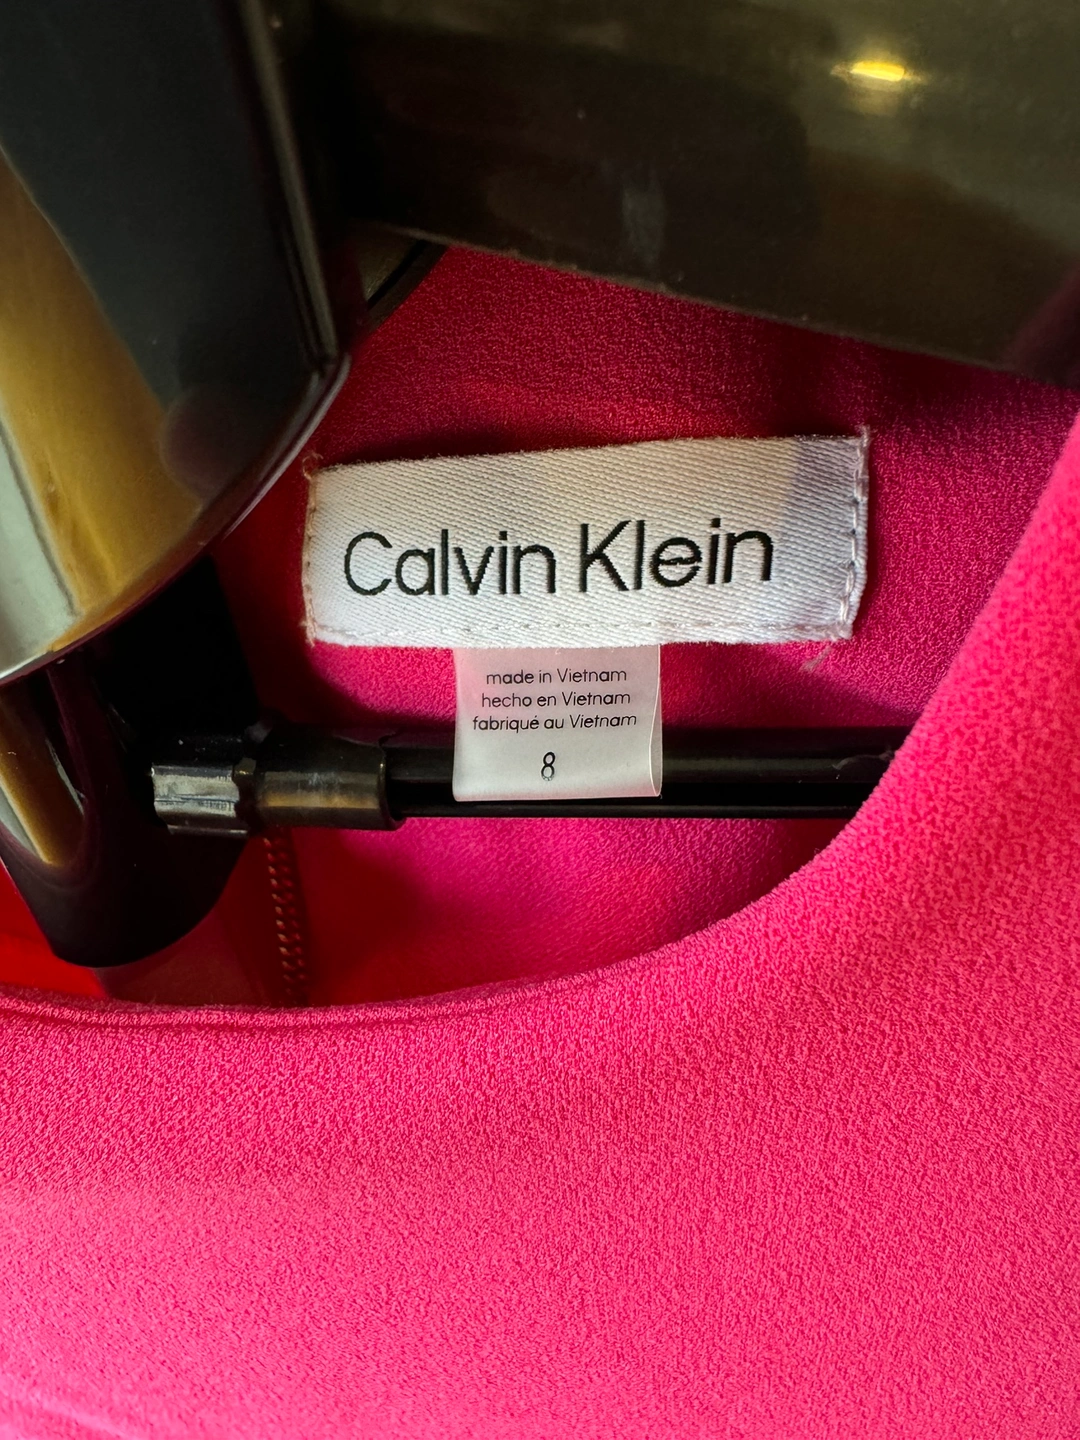 Calvin Klein
made in Vietnam
hecho en Vietnam
fabriqué au Vietnam
8